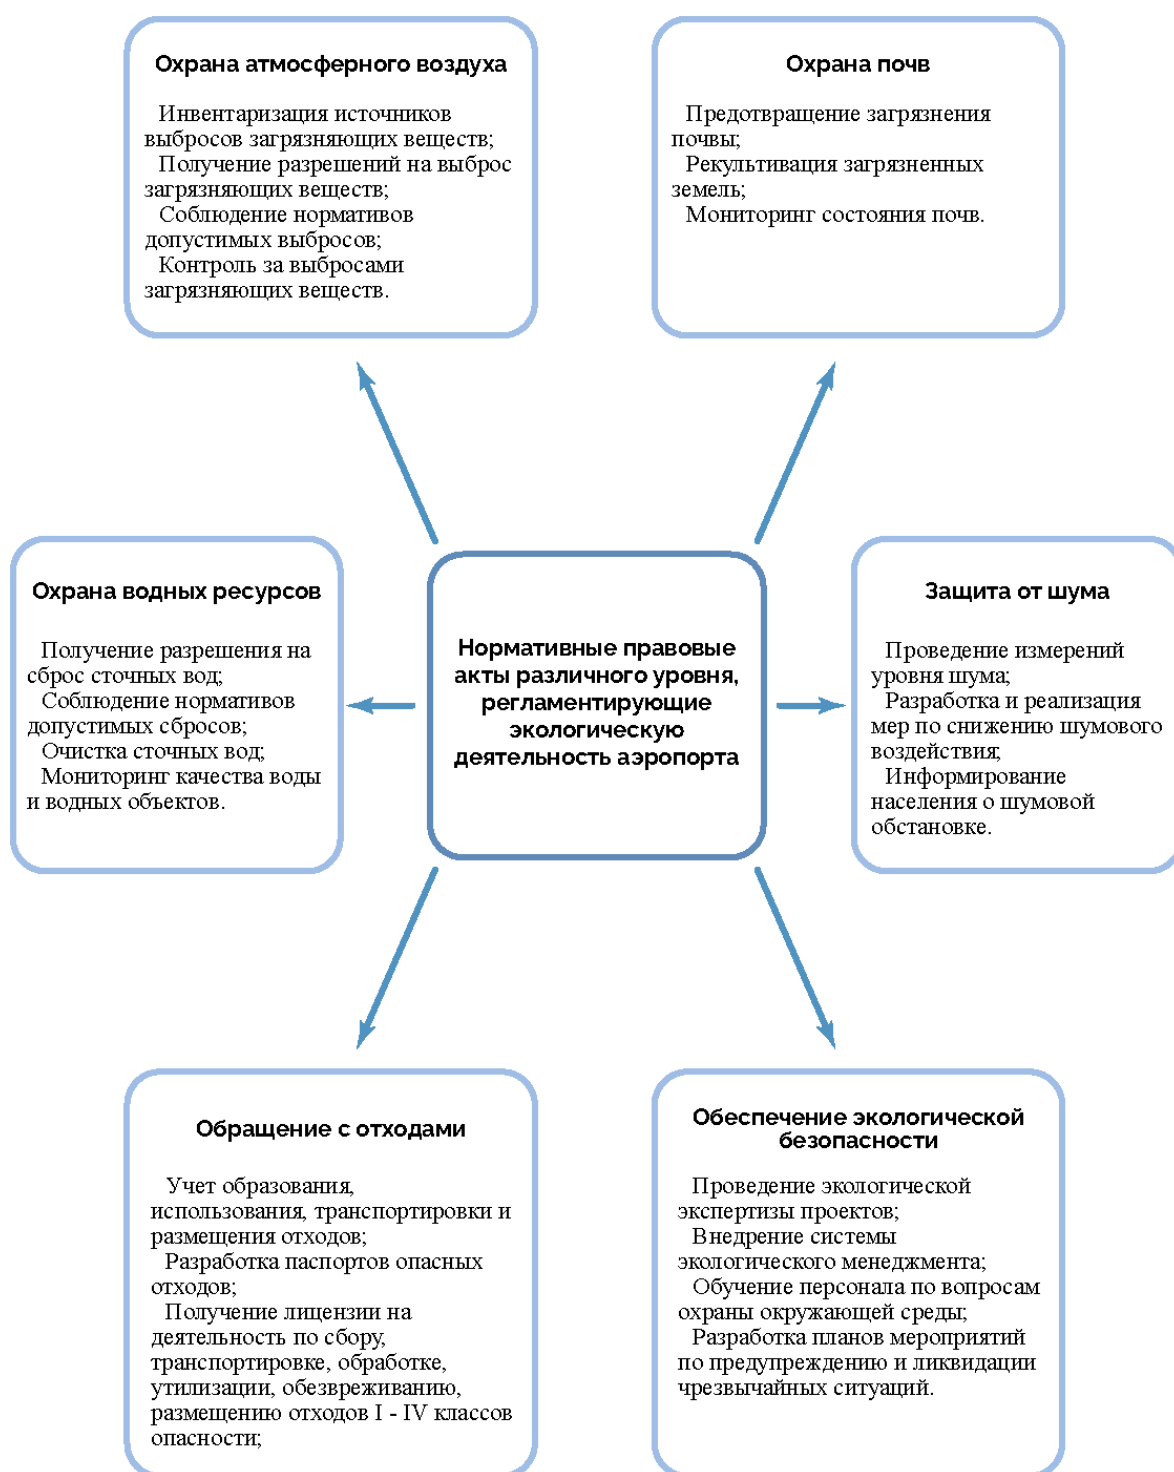 Охрана атмосферного воздуха
Инвентаризация источников
выбросов загрязняющих веществ;
Получение разрешений на выброс
загрязняющих веществ;
Соблюдение нормативов
допустимых выбросов;
Контроль за выбросами
загрязняющих веществ.
Охрана почв
Предотвращение загрязнения
почвы;
Рекультивация загрязненных
земель;
Мониторинг состояния почв.
Охрана водных ресурсов
Получение разрешения на
сброс сточных вод;
Соблюдение нормативов
допустимых сбросов;
Очистка сточных вод;
Мониторинг качества воды
и водных объектов.
Нормативные правовые
акты различного уровня,
регламентирующие
экологическую
деятельность аэропорта
Защита от шума
Проведение измерений
уровня шума;
Разработка и реализация
мер по снижению шумового
воздействия;
Информирование
населения о шумовой
обстановке.
Обращение с отходами
Учет образования,
использования, транспортировки и
размещения отходов;
Разработка паспортов опасных
отходов;
Получение лицензии на
деятельность по сбору,
транспортировке, обработке,
утилизации, обезвреживанию,
размещению отходов I - IV классов
опасности;
Обеспечение экологической
безопасности
Проведение экологической
экспертизы проектов;
Внедрение системы
экологического менеджмента;
Обучение персонала по вопросам
охраны окружающей среды;
Разработка планов мероприятий
по предупреждению и ликвидации
чрезвычайных ситуаций.